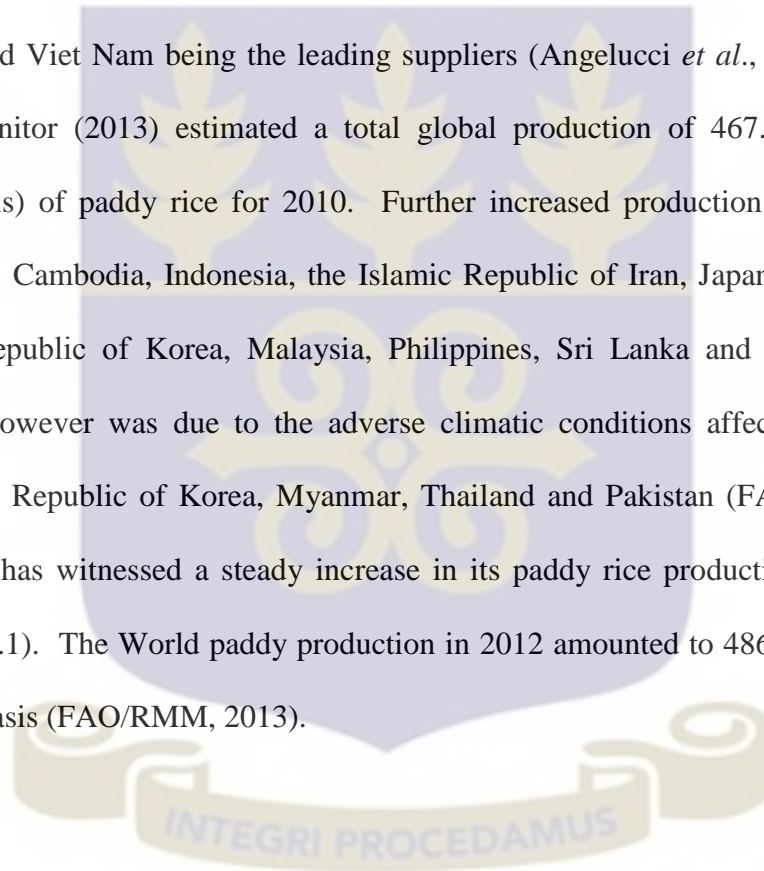 d Viet Nam being the leading suppliers (Angelucci et al.,
nitor (2013) estimated a total global production of 467.
s) of paddy rice for 2010. Further increased production
Cambodia, Indonesia, the Islamic Republic of Iran, Japan
epublic of Korea, Malaysia, Philippines, Sri Lanka and
owever was due to the adverse climatic conditions affec
Republic of Korea, Myanmar, Thailand and Pakistan (FA
has witnessed a steady increase in its paddy rice producti
.1). The World paddy production in 2012 amounted to 486
asis (FAO/RMM, 2013).
INTEGRI PROCEDAMUS